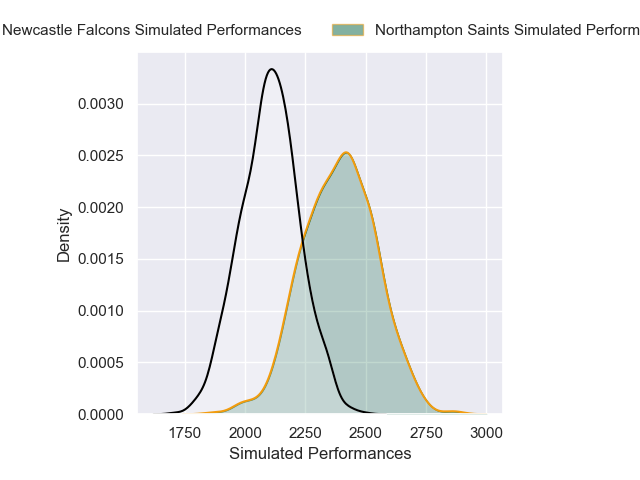 Newcastle Falcons Simulated Performances
Northampton Saints Simulated Perform
0.0030
0.0025
0.0020
0.0015
0.0010
0.0005
0.0000
Density
1750 2000 2250 2500 2750 3000
Simulated Performances